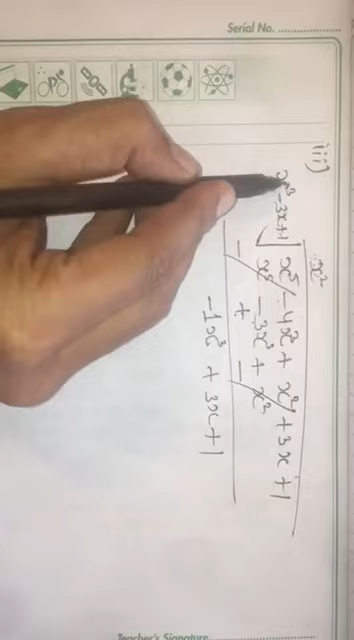 Serial No.
iii)
x²
x³-3x+1 √ x⁵ - 4x³ + x² + 3x + 1
x⁵ - 3x³ + x²
- + -
-1x³ + 3x + 1
Teacher's Signature